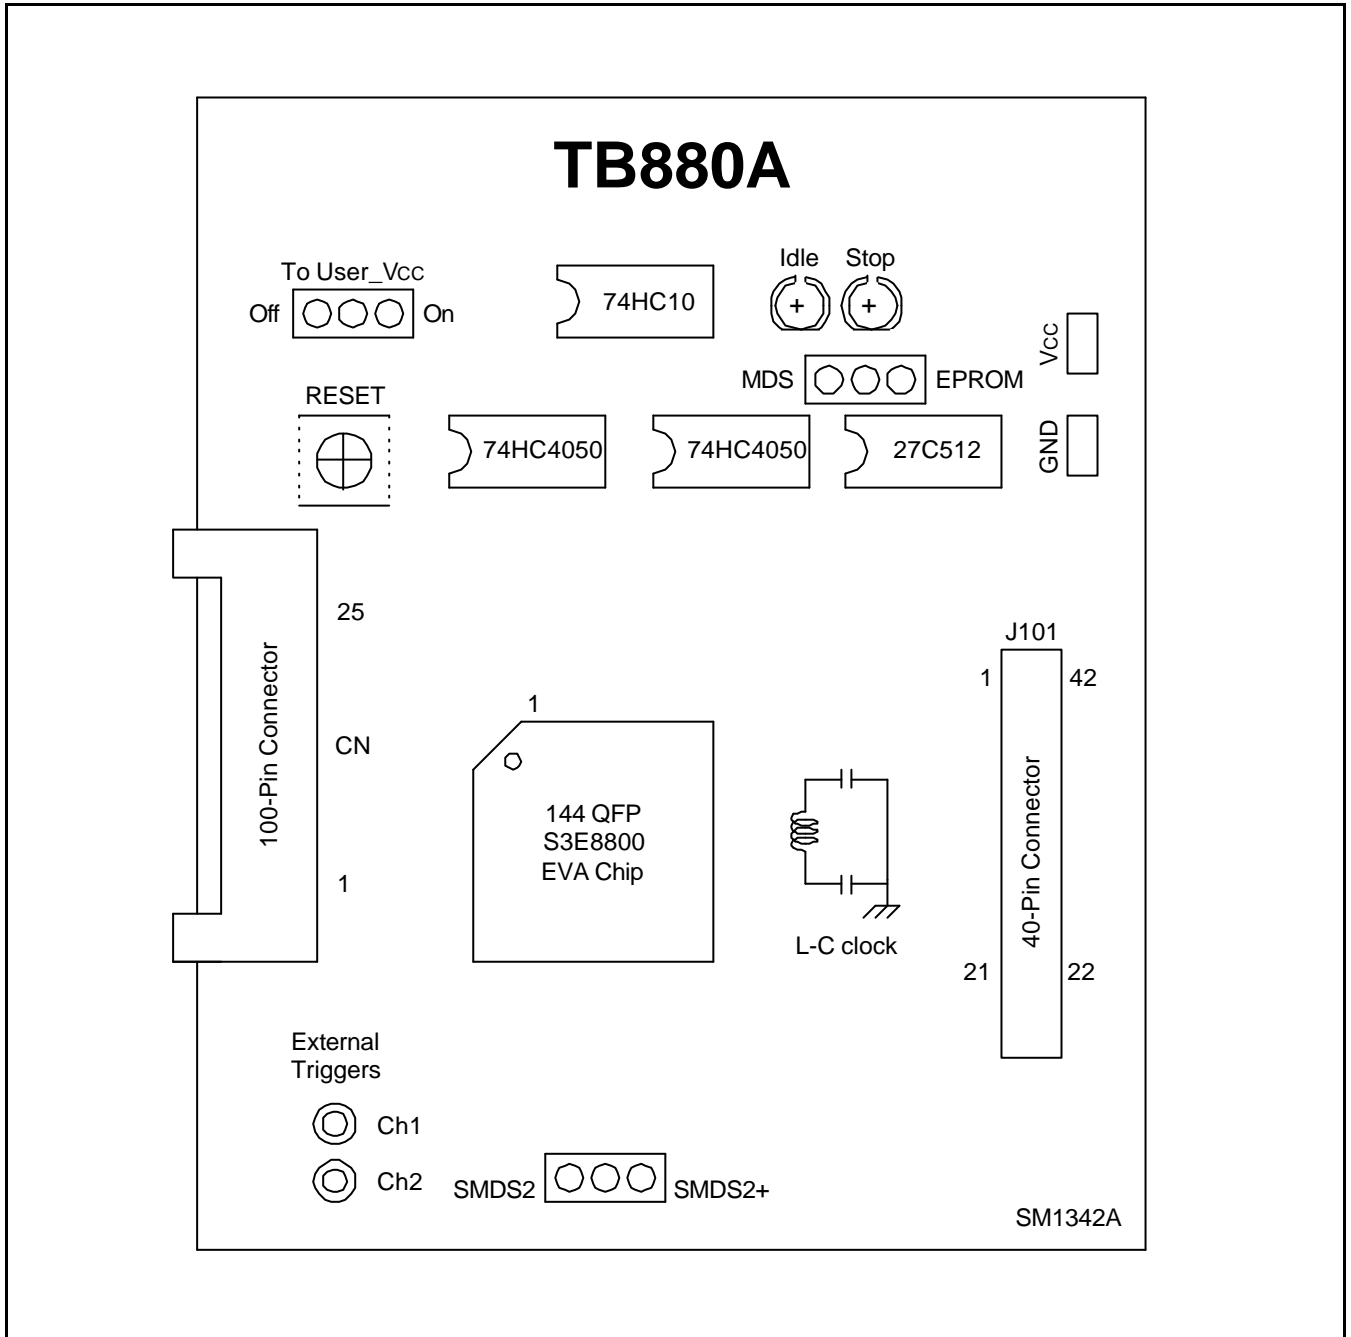 TB880A
To User_Vcc
Off
On
74HC10
Idle
Stop
MDS
EPROM
Vcc
RESET
74HC4050
74HC4050
27C512
GND
25
100-Pin Connector
CN
1
1
144 QFP
S3E8800
EVA Chip
L-C clock
J101
1
42
40-Pin Connector
21
22
External
Triggers
Ch1
Ch2
SMDS2
SMDS2+
SM1342A